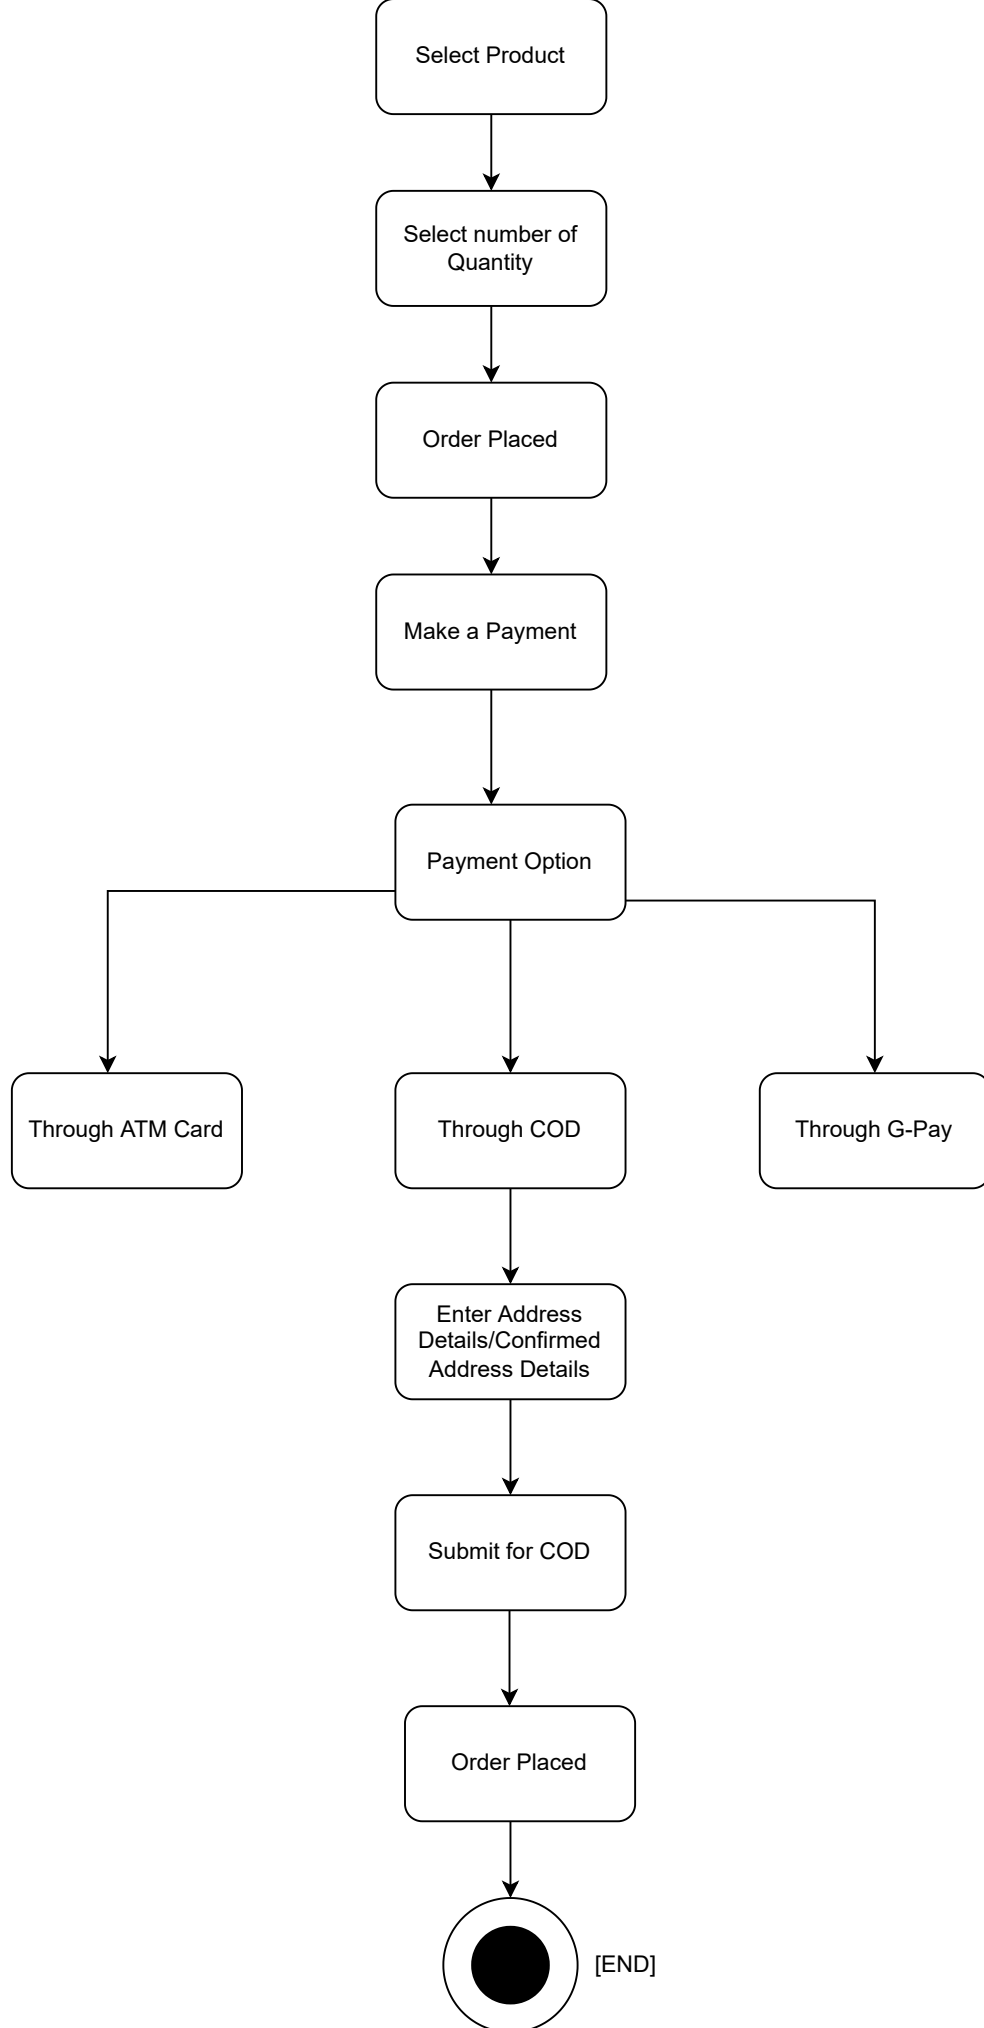 Select Product
Select number of
Quantity
Order Placed
Make a Payment
Payment Option
Through ATM Card
Through COD
Through G-Pay
Enter Address
Details/Confirmed
Address Details
Submit for COD
Order Placed
[END]